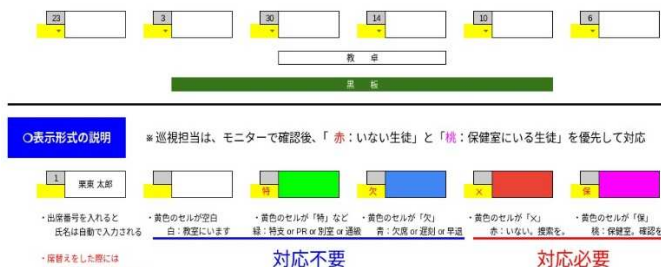 23 3 30 14 10 6
教 卓
黒 板
○表示形式の説明 ※巡視担当は、モニターで確認後、「 赤：いない生徒」と「桃：保健室にいる生徒」を優先して対応
1 栗東 太郎 特 欠 × 保
・出席番号を入れると ・黄色のセルが空白 ・黄色のセルが「特」など ・黄色のセルが「欠」 ・黄色のセルが「×」 ・黄色のセルが「保」
氏名は自動で入力される 白：教室にいます 緑：特支 or PR or 別室 or 通級 青：欠席 or 遅刻 or 早退 赤：いない。捜索を。 桃：保健室。確認を
・座替えをした際には 対応不要 対応必要